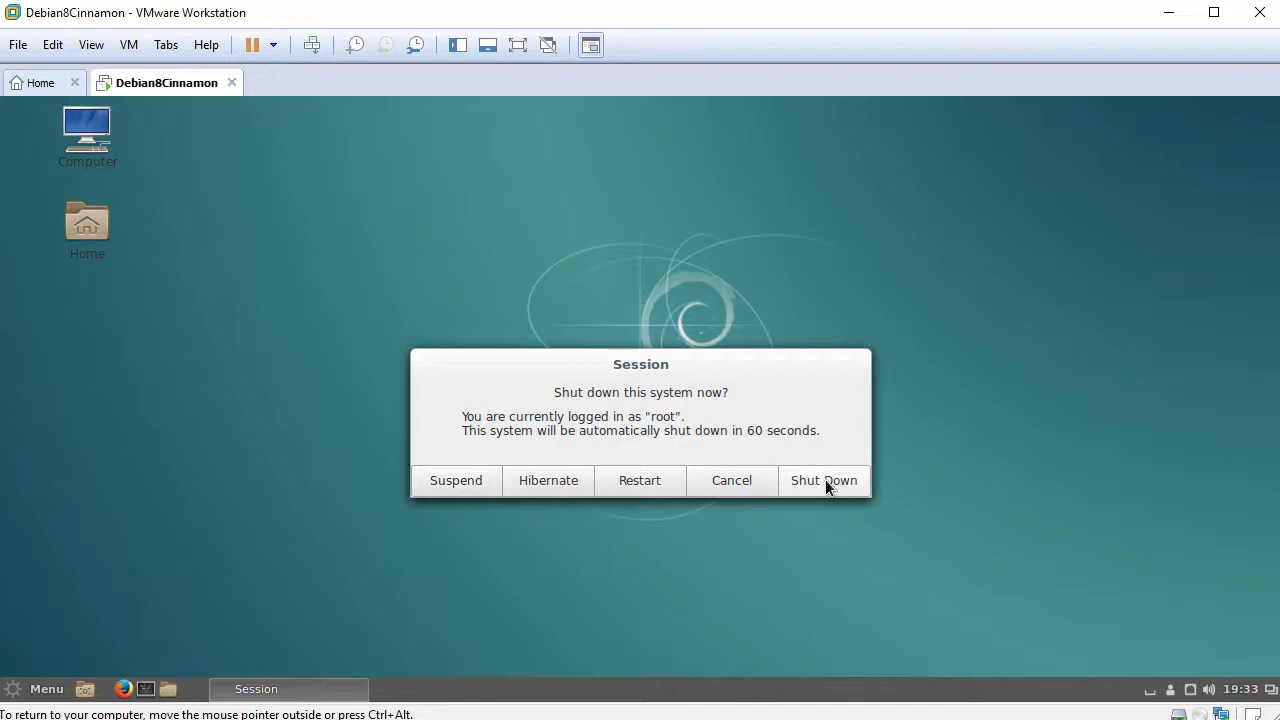 Debian8Cinnamon - VMware Workstation
File Edit View VM Tabs Help
Home Debian8Cinnamon
Computer
Home
Session
Shut down this system now?
You are currently logged in as "root".
This system will be automatically shut down in 60 seconds.
Suspend Hibernate Restart Cancel Shut Down
Menu Session 19:33
To return to your computer, move the mouse pointer outside or press Ctrl+Alt.